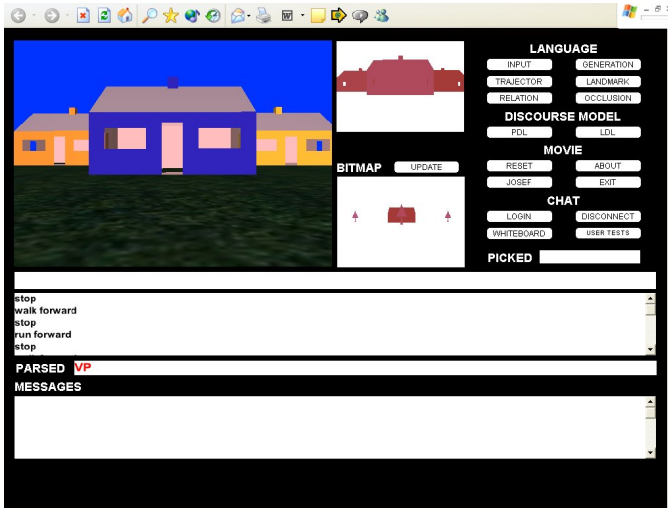 LANGUAGE
INPUT GENERATION
TRAJECTOR LANDMARK
RELATION OCCLUSION
DISCOURSE MODEL
PDL LDL
MOVIE
BITMAP UPDATE
RESET ABOUT
JOSEF EXIT
CHAT
LOGIN DISCONNECT
WHITEBOARD USER TESTS
PICKED
stop
walk forward
stop
run forward
stop
PARSED VP
MESSAGES